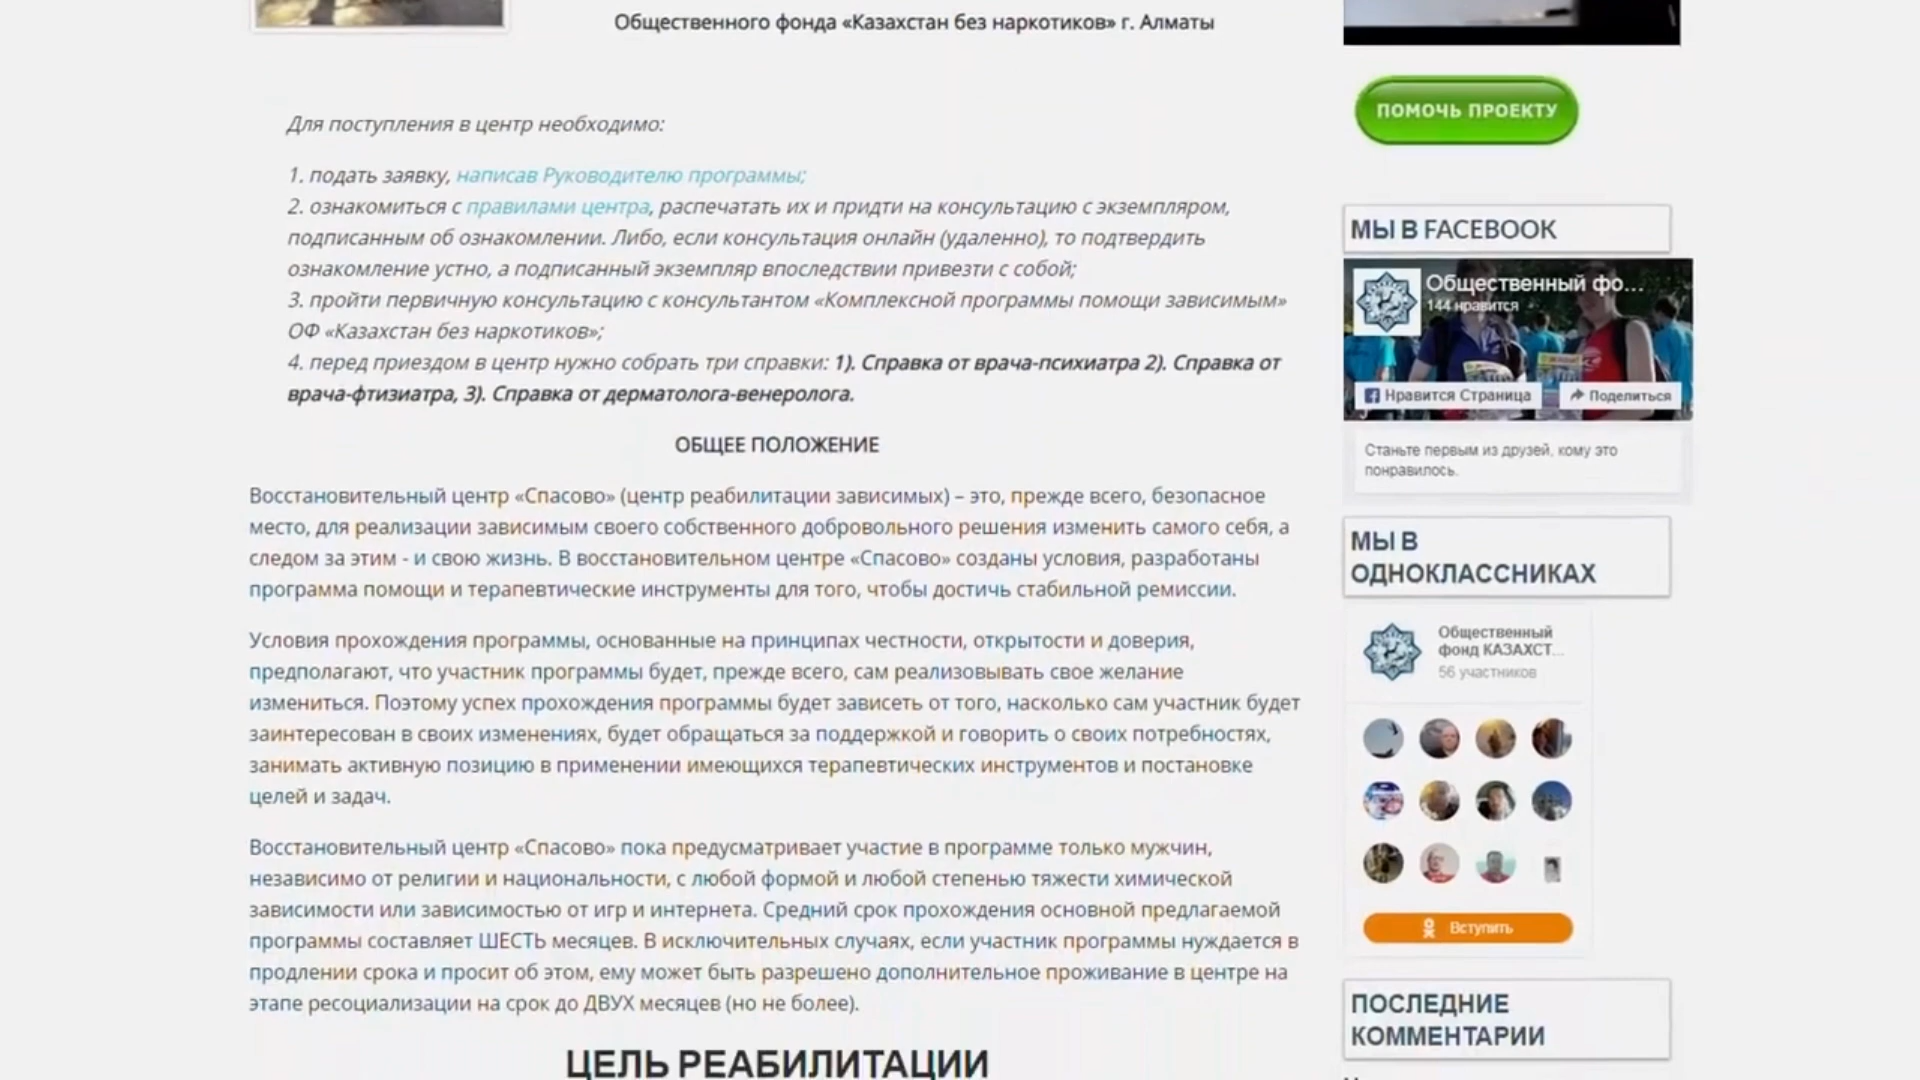 Общественного фонда «Казахстан без наркотиков» г. Алматы
Для поступления в центр необходимо:
1. подать заявку, написав Руководителю программы;
2. ознакомиться с правилами центра, распечатать их и придти на консультацию с экземпляром,
подписанным об ознакомлении. Либо, если консультация онлайн (удаленно), то подтвердить
ознакомление устно, а подписанный экземпляр впоследствии привезти с собой;
3. пройти первичную консультацию с консультантом «Комплексной программы помощи зависимым»
ОФ «Казахстан без наркотиков»;
4. перед приездом в центр нужно собрать три справки: 1). Справка от врача-психиатра 2). Справка от
врача-фтизиатра, 3). Справка от дерматолога-венеролога.
ОБЩЕЕ ПОЛОЖЕНИЕ
Восстановительный центр «Спасово» (центр реабилитации зависимых) – это, прежде всего, безопасное
место, для реализации зависимым своего собственного добровольного решения изменить самого себя, а
следом за этим - и свою жизнь. В восстановительном центре «Спасово» созданы условия, разработаны
программа помощи и терапевтические инструменты для того, чтобы достичь стабильной ремиссии.
Условия прохождения программы, основанные на принципах честности, открытости и доверия,
предполагают, что участник программы будет, прежде всего, сам реализовывать свое желание
измениться. Поэтому успех прохождения программы будет зависеть от того, насколько сам участник будет
заинтересован в своих изменениях, будет обращаться за поддержкой и говорить о своих потребностях,
занимать активную позицию в применении имеющихся терапевтических инструментов и постановке
целей и задач.
Восстановительный центр «Спасово» пока предусматривает участие в программе только мужчин,
независимо от религии и национальности, с любой формой и любой степенью тяжести химической
зависимости или зависимостью от игр и интернета. Средний срок прохождения основной предлагаемой
программы составляет ШЕСТЬ месяцев. В исключительных случаях, если участник программы нуждается в
продлении срока и просит об этом, ему может быть разрешено дополнительное проживание в центре на
этапе ресоциализации на срок до ДВУХ месяцев (но не более).
ЦЕЛЬ РЕАБИЛИТАЦИИ
ПОМОЧЬ ПРОЕКТУ
МЫ В FACEBOOK
Общественный фо...
144 нравится
Нравится Страница
Поделиться
Станьте первым из друзей, кому это
понравилось.
МЫ В
ОДНОКЛАССНИКАХ
Общественный
фонд КАЗАХСТ...
56 участников
Вступить
ПОСЛЕДНИЕ
КОММЕНТАРИИ